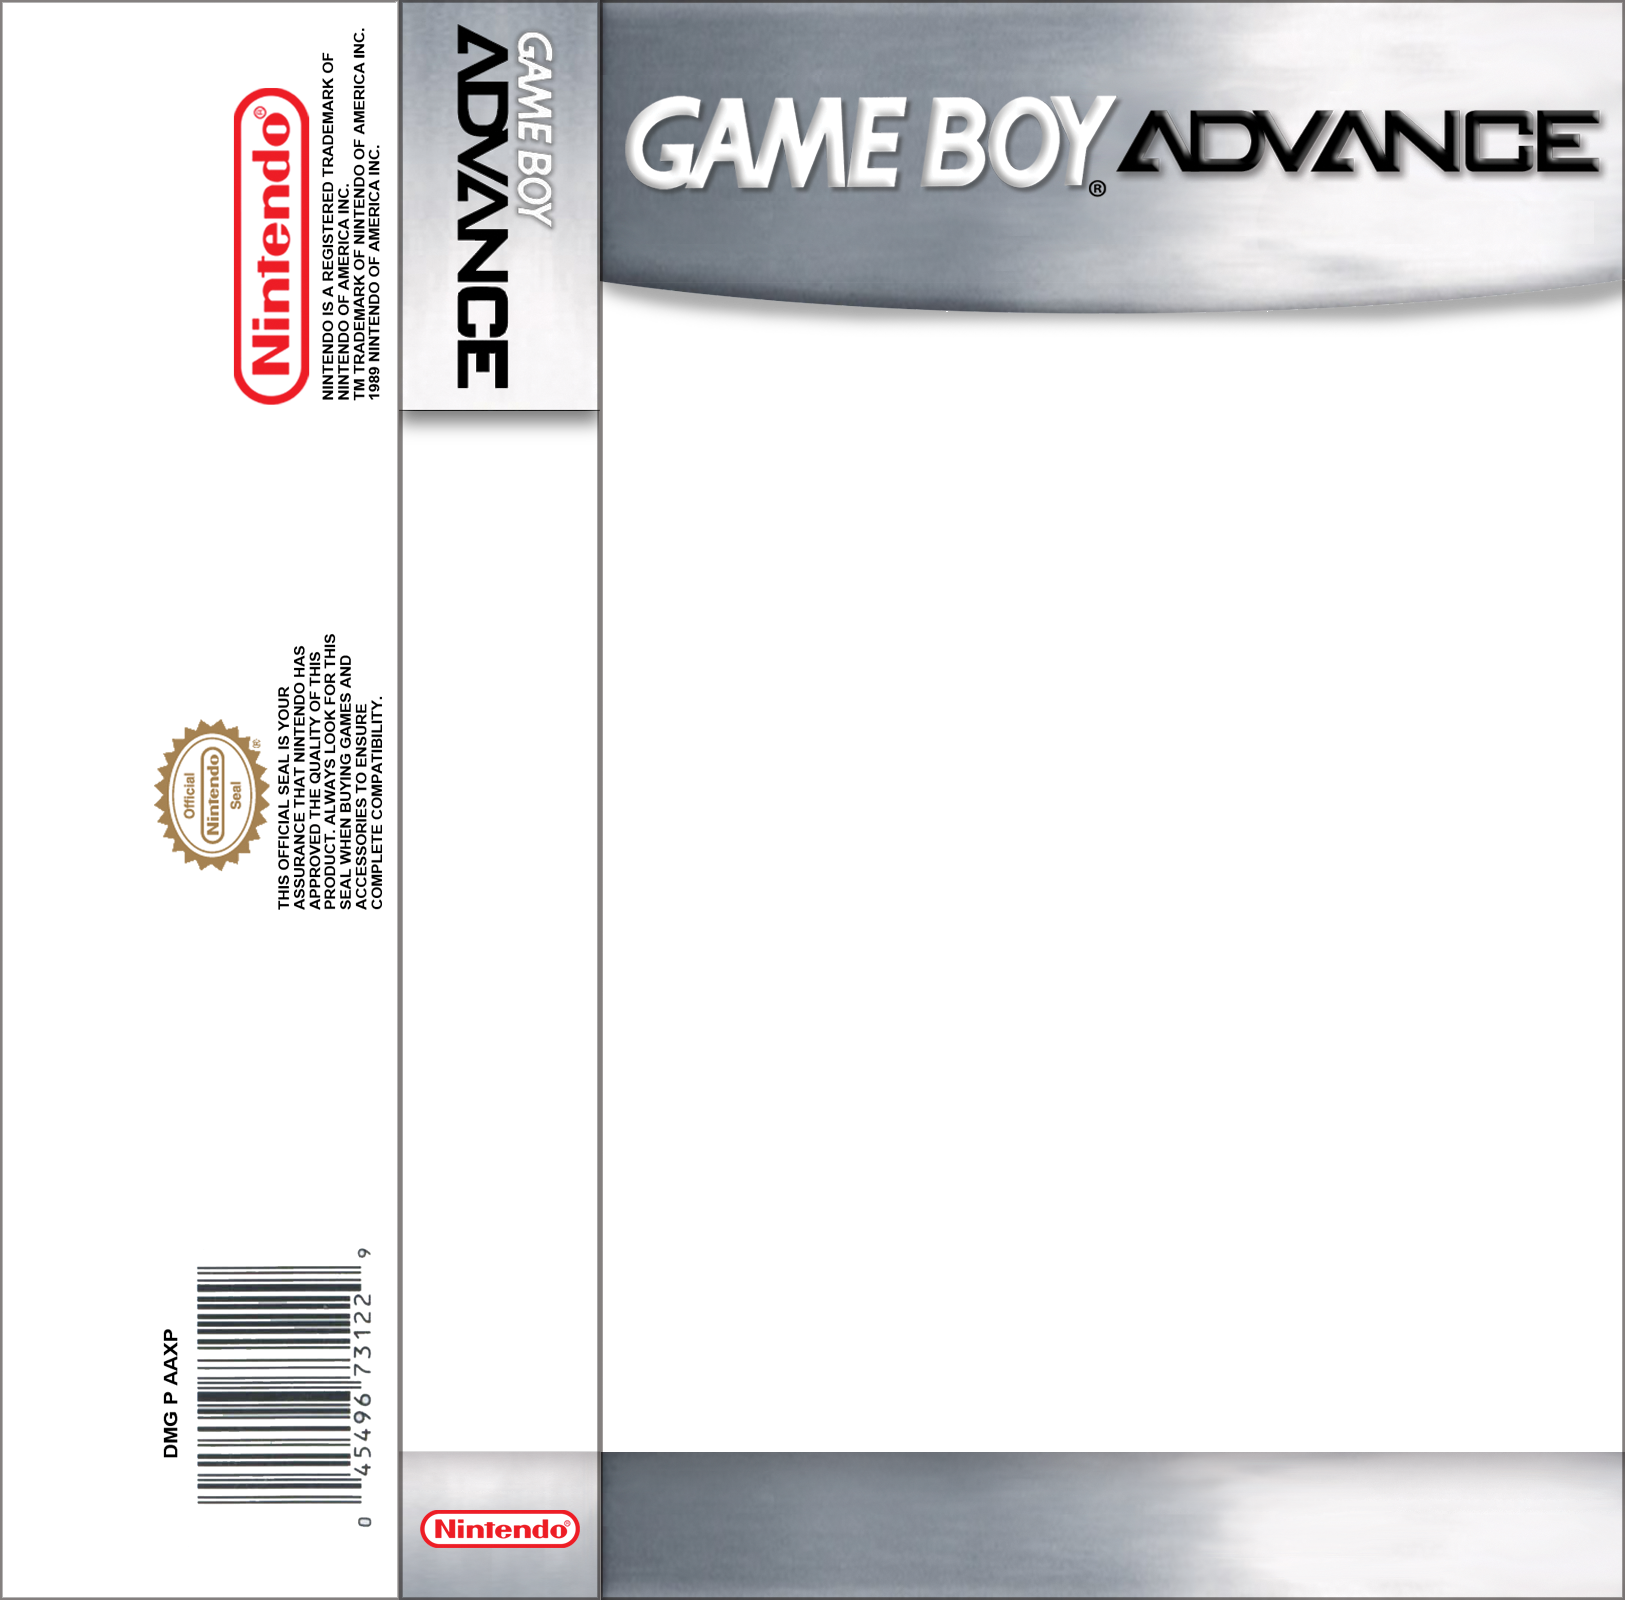 Nintendo®
NINTENDO IS A REGISTERED TRADEMARK OF
NINTENDO OF AMERICA INC.
TM TRADEMARK OF NINTENDO OF AMERICA INC.
1989 NINTENDO OF AMERICA INC.
Official
Nintendo
Seal
®
THIS OFFICIAL SEAL IS YOUR
ASSURANCE THAT NINTENDO HAS
APPROVED THE QUALITY OF THIS
PRODUCT. ALWAYS LOOK FOR THIS
SEAL WHEN BUYING GAMES AND
ACCESSORIES TO ENSURE
COMPLETE COMPATIBILITY.
DMG P AAXP
0 45496 73122 9
GAME BOY
ADVANCE
Nintendo®
GAME BOY® ADVANCE